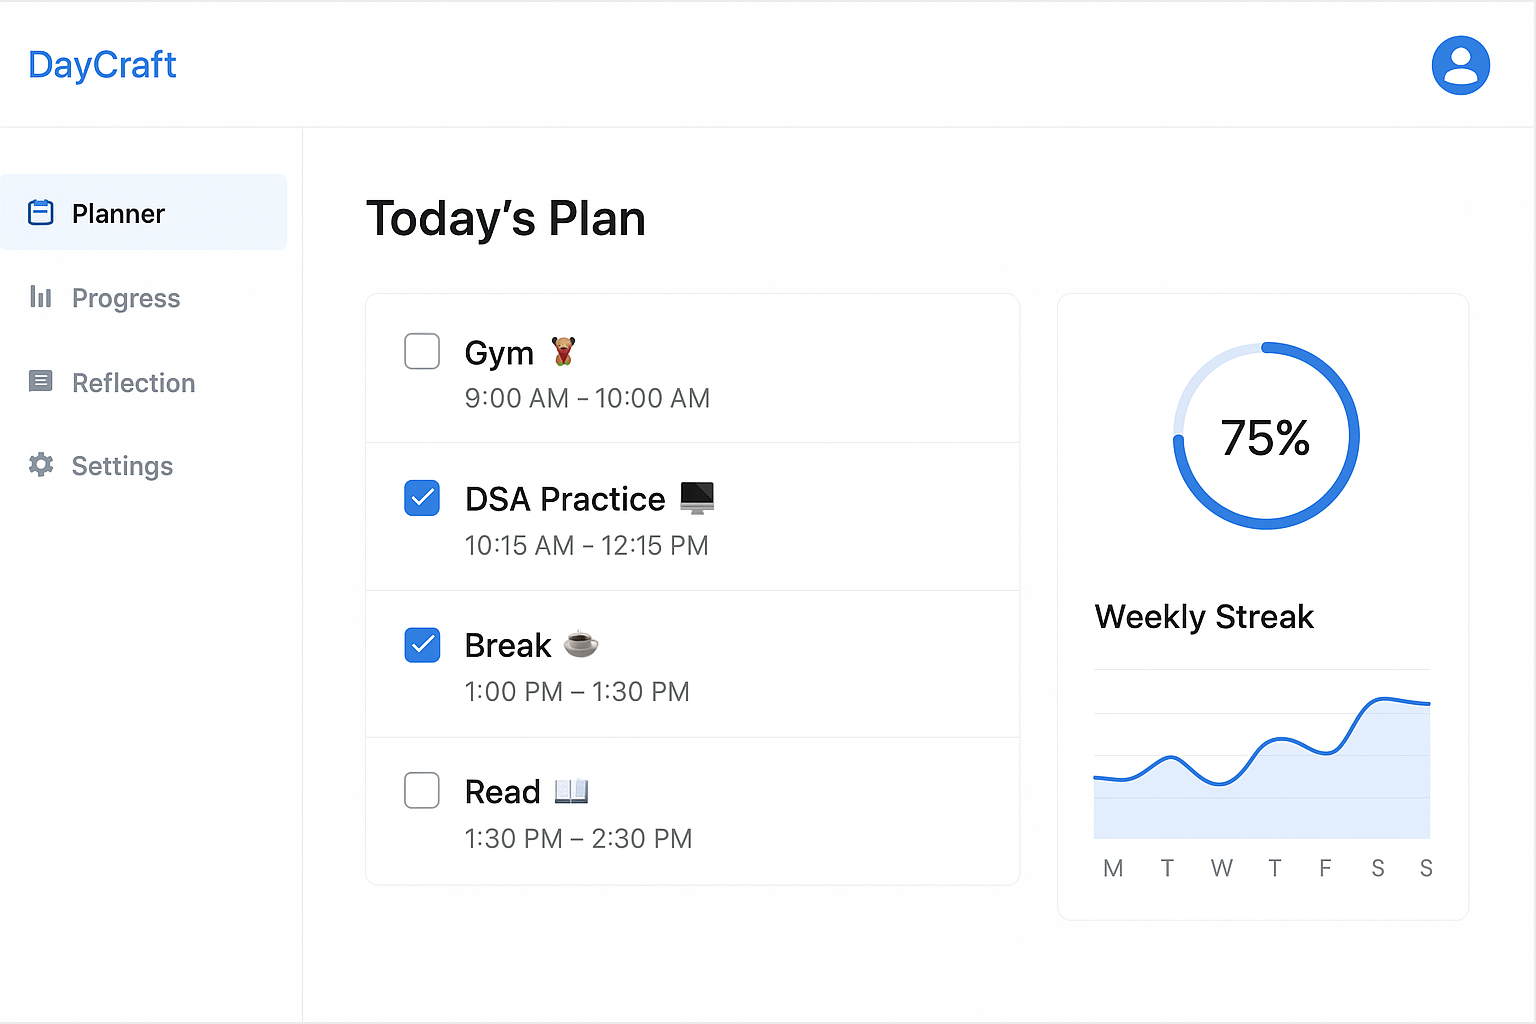 DayCraft
Planner
Progress
Reflection
Settings
Today’s Plan
Gym
9:00 AM – 10:00 AM
DSA Practice
10:15 AM – 12:15 PM
Break
1:00 PM – 1:30 PM
Read
1:30 PM – 2:30 PM
75%
Weekly Streak
M T W T F S S